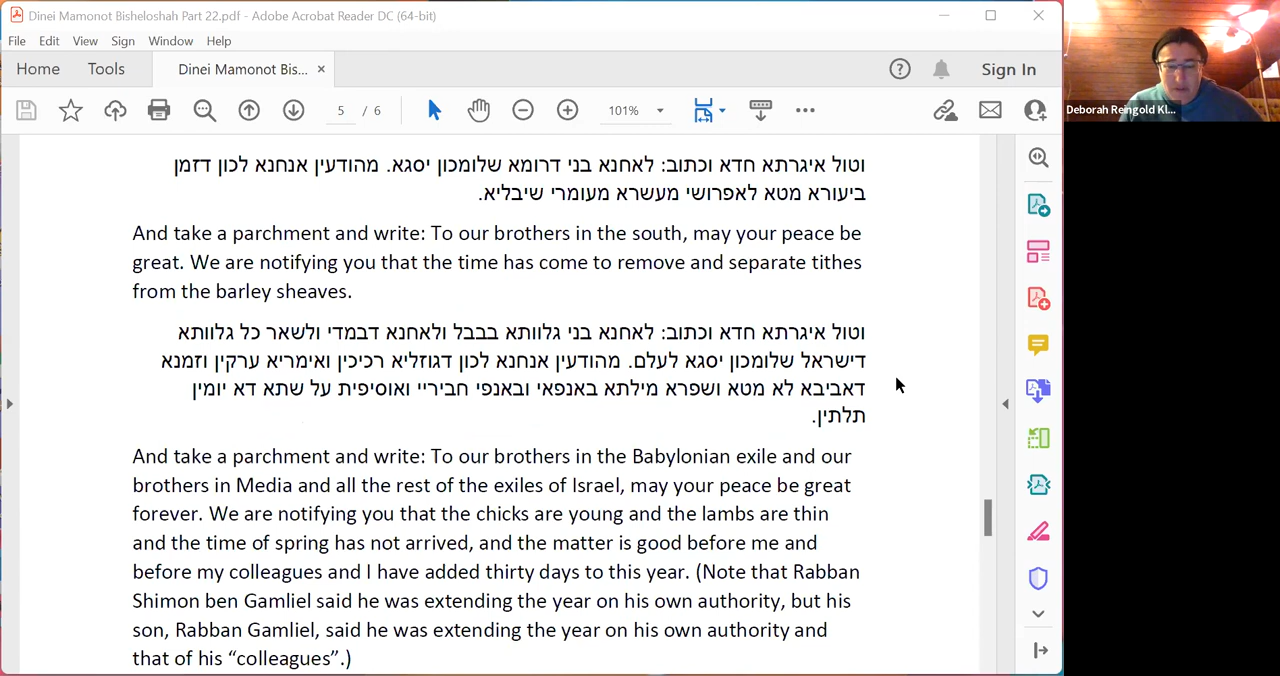 Dinei Mamonot Bisheloshah Part 22.pdf - Adobe Acrobat Reader DC (64-bit)
File Edit View Sign Window Help
Home Tools Dinei Mamonot Bis... × Sign In
5 / 6 101%
Deborah Reingold Kl...
וטול איגרתא חדא וכתוב: לאחנא בני דרומא שלומכון יסגא. מהודעין אנחנא לכון דזמן
ביעורא מטא לאפרושי מעשרא מעומרי שיבליא.
And take a parchment and write: To our brothers in the south, may your peace be
great. We are notifying you that the time has come to remove and separate tithes
from the barley sheaves.
וטול איגרתא חדא וכתוב: לאחנא בני גלוותא בבבל ולאחנא דבמדי ולשאר כל גלוותא
דישראל שלומכון יסגא לעלם. מהודעין אנחנא לכון דגוזליא רכיכין ואימריא ערקין וזמנא
דאביבא לא מטא ושפרא מילתא באנפאי ובאנפי חביריי ואוסיפית על שתא דא יומין
תלתין.
And take a parchment and write: To our brothers in the Babylonian exile and our
brothers in Media and all the rest of the exiles of Israel, may your peace be great
forever. We are notifying you that the chicks are young and the lambs are thin
and the time of spring has not arrived, and the matter is good before me and
before my colleagues and I have added thirty days to this year. (Note that Rabban
Shimon ben Gamliel said he was extending the year on his own authority, but his
son, Rabban Gamliel, said he was extending the year on his own authority and
that of his “colleagues”.)